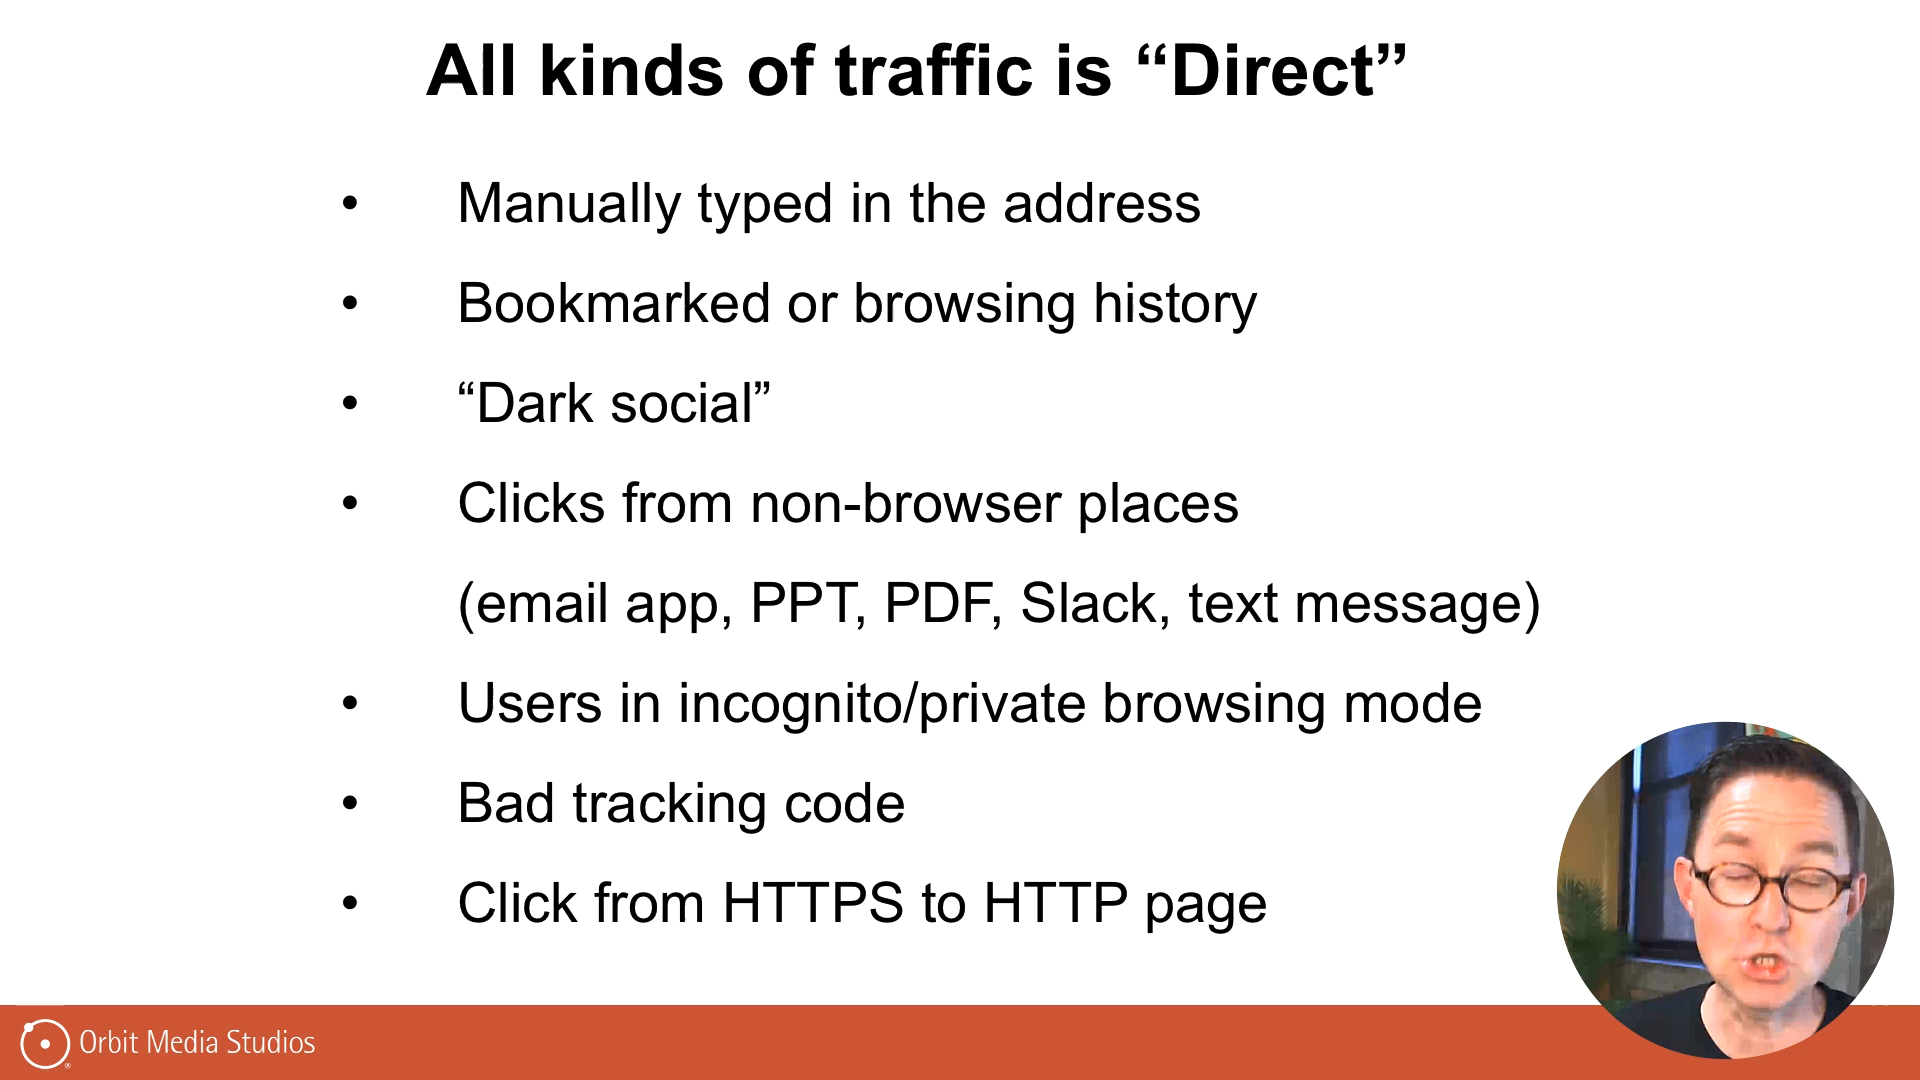 All kinds of traffic is “Direct”
• Manually typed in the address
• Bookmarked or browsing history
• “Dark social”
• Clicks from non-browser places
(email app, PPT, PDF, Slack, text message)
• Users in incognito/private browsing mode
• Bad tracking code
• Click from HTTPS to HTTP page
Orbit Media Studios
®